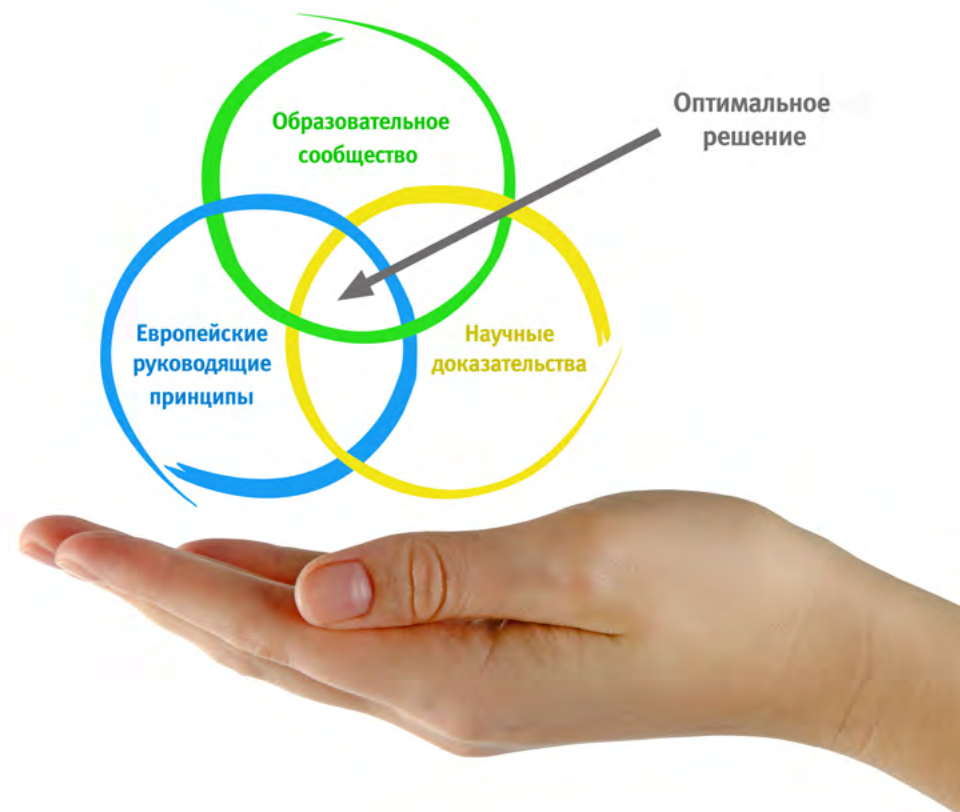 Образовательное
сообщество
Оптимальное
решение
Европейские
руководящие
принципы
Научные
доказательства